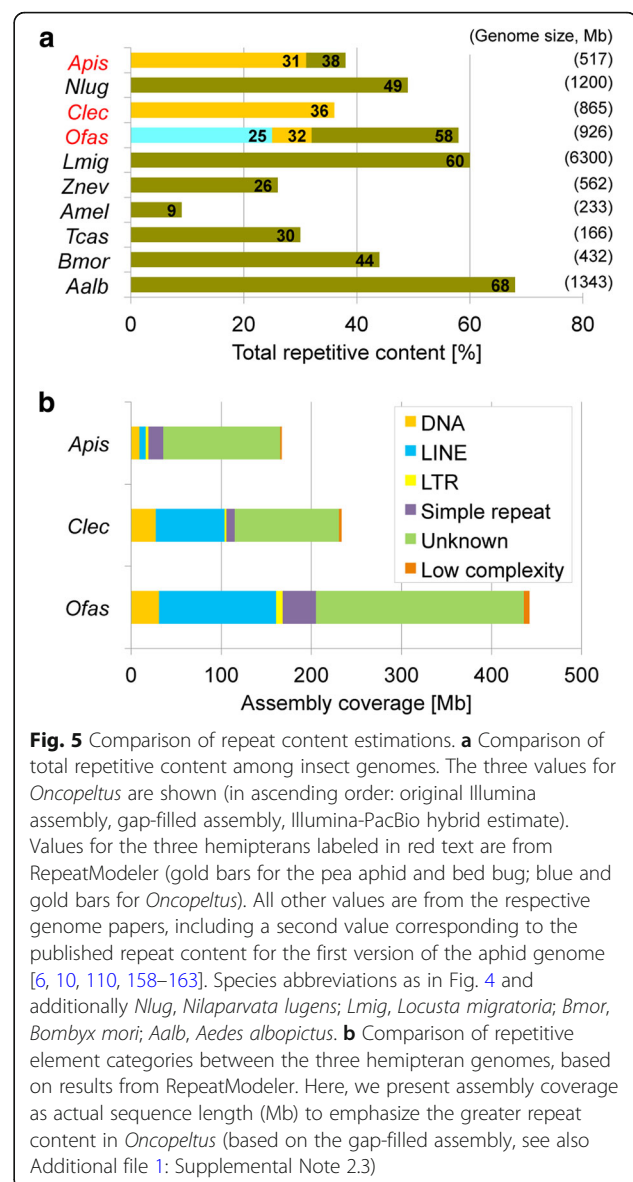 a
(Genome size, Mb)
Apis 31 38 (517)
Nlug 49 (1200)
Clec 36 (865)
Ofas 25 32 58 (926)
Lmig 60 (6300)
Znev 26 (562)
Amel 9 (233)
Tcas 30 (166)
Bmor 44 (432)
Aalb 68 (1343)
0 20 40 60 80
Total repetitive content [%]
b
DNA
LINE
LTR
Simple repeat
Unknown
Low complexity
Apis
Clec
Ofas
0 100 200 300 400 500
Assembly coverage [Mb]
Fig. 5 Comparison of repeat content estimations. a Comparison of
total repetitive content among insect genomes. The three values for
Oncopeltus are shown (in ascending order: original Illumina
assembly, gap-filled assembly, Illumina-PacBio hybrid estimate).
Values for the three hemipterans labeled in red text are from
RepeatModeler (gold bars for the pea aphid and bed bug; blue and
gold bars for Oncopeltus). All other values are from the respective
genome papers, including a second value corresponding to the
published repeat content for the first version of the aphid genome
[6, 10, 110, 158–163]. Species abbreviations as in Fig. 4 and
additionally Nlug, Nilaparvata lugens; Lmig, Locusta migratoria; Bmor,
Bombyx mori; Aalb, Aedes albopictus. b Comparison of repetitive
element categories between the three hemipteran genomes, based
on results from RepeatModeler. Here, we present assembly coverage
as actual sequence length (Mb) to emphasize the greater repeat
content in Oncopeltus (based on the gap-filled assembly, see also
Additional file 1: Supplemental Note 2.3)